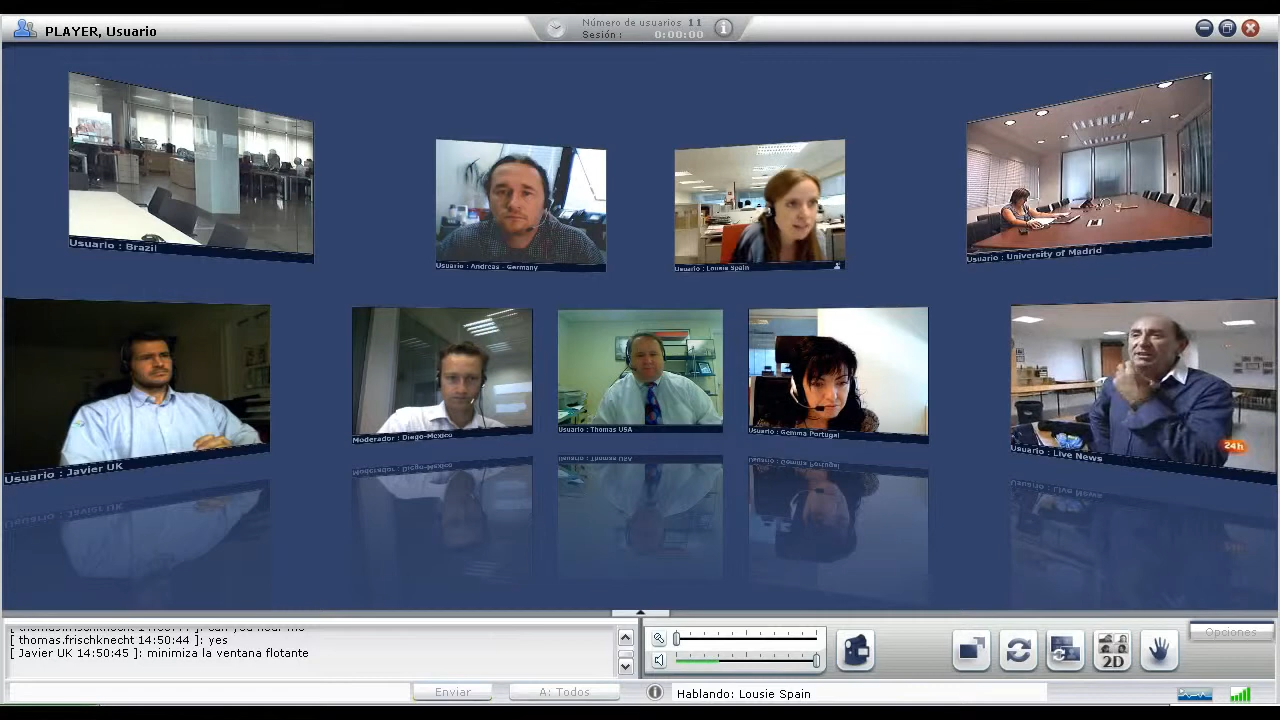 PLAYER, Usuario
Número de usuarios 11
Sesión : 0:00:00
Usuario : Brazil
Usuario : Andreas - Germany
Usuario : Lousie Spain
Usuario : University of Madrid
Usuario : Javier UK
Moderador : Diego-Mexico
Usuario : Thomas USA
Usuario : Gemma Portugal
24h
Usuario : Live News
[ thomas.frischknecht 14:50:44 ]: yes
[ Javier UK 14:50:45 ]: minimiza la ventana flotante
Opciones
2D
Enviar
A: Todos
Hablando: Lousie Spain